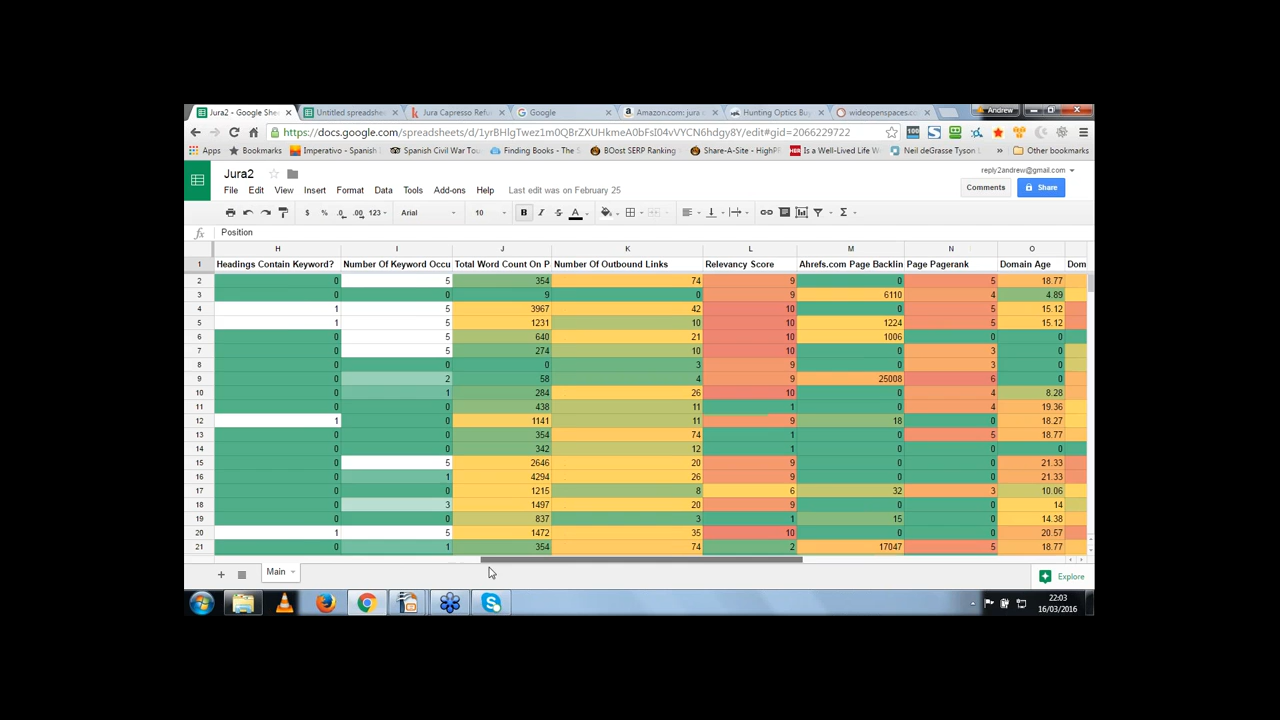 Jura2 - Google She × Untitled spreadshe × Jura Capresso Refu × Google × Amazon.com: jura × Hunting Optics Bu × wideopenspaces.co × Andrew
https://docs.google.com/spreadsheets/d/1yrBHIgTwez1m0QBrZXUHkmeA0bFsJ04vVYCN6hdgy8Y/edit#gid=2066229722
Apps Bookmarks Imperativo - Spanish Spanish Civil War Tou Finding Books - The S BOost SERP Ranking Share-A-Site - HighP HBR Is a Well-Lived Life W Neil deGrasse Tyson » Other bookmarks
Jura2
reply2andrew@gmail.com
File Edit View Insert Format Data Tools Add-ons Help Last edit was on February 25 Comments Share
$ % .0 .00 123 Arial 10 B I S A Σ
fx Position
H I J K L M N O
1 Headings Contain Keyword? Number Of Keyword Occu Total Word Count On P Number Of Outbound Links Relevancy Score Ahrefs.com Page Backlin Page Pagerank Domain Age Dom
2 0 5 354 74 9 0 5 18.77
3 0 0 9 0 9 6110 4 4.89
4 1 5 3967 42 10 0 5 15.12
5 1 5 1231 10 10 1224 5 15.12
6 0 5 640 21 10 1006 0 0
7 0 5 274 10 10 0 3 0
8 0 0 0 3 9 0 3 0
9 0 2 58 4 9 25008 6 0
10 0 1 284 26 10 0 4 8.28
11 0 0 438 11 1 0 4 19.36
12 1 0 1141 11 9 18 0 18.27
13 0 0 354 74 1 0 5 18.77
14 0 0 342 12 1 0 0 0
15 0 5 2646 20 9 0 0 21.33
16 0 1 4294 26 9 0 0 21.33
17 0 0 1215 8 6 32 3 10.06
18 0 3 1497 20 9 0 0 14
19 0 0 837 3 1 15 0 14.38
20 1 5 1472 35 10 0 0 20.57
21 0 1 354 74 2 17047 5 18.77
+ Main Explore
22:03
16/03/2016